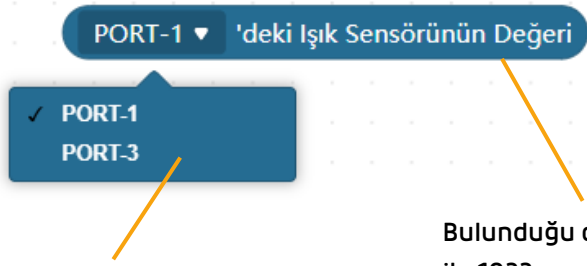 PORT-1 ▼ 'deki Işık Sensörünün Değeri
✓ PORT-1
PORT-3
Bulunduğu